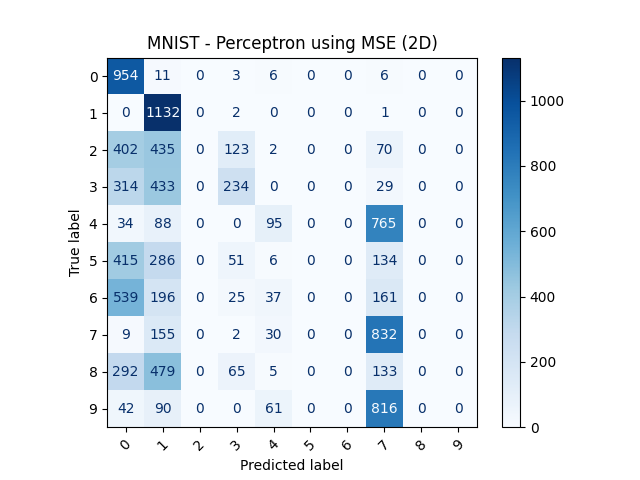 MNIST - Perceptron using MSE (2D)
0 954 11 0 3 6 0 0 6 0 0
1 0 1132 0 2 0 0 0 1 0 0
2 402 435 0 123 2 0 0 70 0 0
3 314 433 0 234 0 0 0 29 0 0
4 34 88 0 0 95 0 0 765 0 0
5 415 286 0 51 6 0 0 134 0 0
6 539 196 0 25 37 0 0 161 0 0
7 9 155 0 2 30 0 0 832 0 0
8 292 479 0 65 5 0 0 133 0 0
9 42 90 0 0 61 0 0 816 0 0
0 1 2 3 4 5 6 7 8 9
Predicted label
True label
1000
800
600
400
200
0